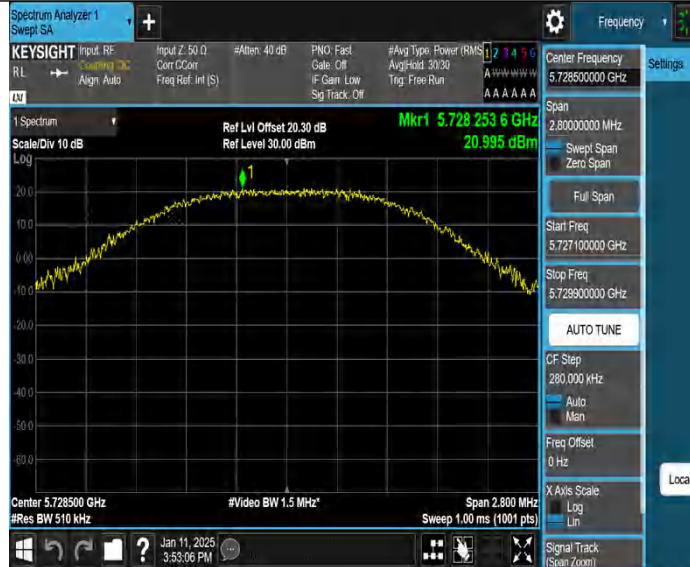 Spectrum Analyzer 1
Swept SA
+
Frequency
KEYSIGHT
RL
Input: RF
Coupling: DC
Align: Auto
Input Z: 50 Ω
Corr CCorr
Freq Ref: Int (S)
#Atten: 40 dB
PNO: Fast
Gate: Off
IF Gain: Low
Sig Track: Off
#Avg Type: Power (RMS
Avg|Hold: 30/30
Trig: Free Run
1 2 3 4 5 6
A W W W W W
A A A A A A
LXI
1 Spectrum
Scale/Div 10 dB
Ref Lvl Offset 20.30 dB
Ref Level 30.00 dBm
Mkr1 5.728 253 6 GHz
20.995 dBm
Log
1
20.0
10.0
0.00
-10.0
-30.0
-40.0
-50.0
-60.0
Center 5.728500 GHz
#Res BW 510 kHz
#Video BW 1.5 MHz*
Span 2.800 MHz
Sweep 1.00 ms (1001 pts)
?
Jan 11, 2025
3:53:06 PM
Center Frequency
5.728500000 GHz
Settings
Span
2.80000000 MHz
Swept Span
Zero Span
Full Span
Start Freq
5.727100000 GHz
Stop Freq
5.729900000 GHz
AUTO TUNE
CF Step
280.000 kHz
Auto
Man
Freq Offset
0 Hz
Loca
X Axis Scale
Log
Lin
Signal Track
(Span Zoom)